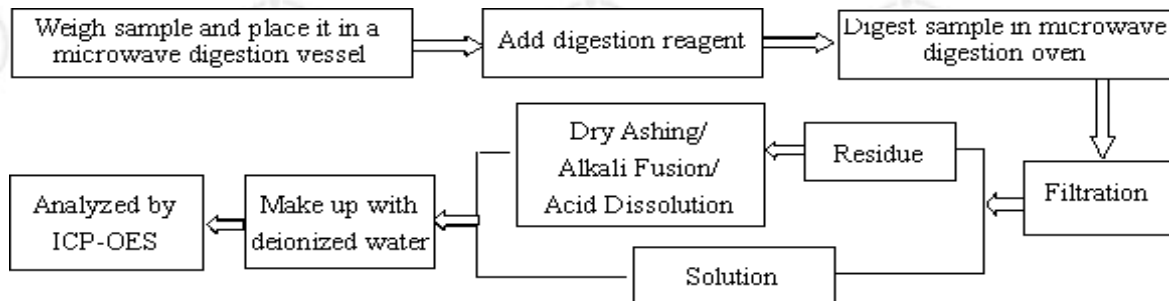 Weigh sample and place it in a
microwave digestion vessel
Add digestion reagent
Digest sample in microwave
digestion oven
Filtration
Residue
Dry Ashing/
Alkali Fusion/
Acid Dissolution
Solution
Make up with
deionized water
Analyzed by
ICP-OES